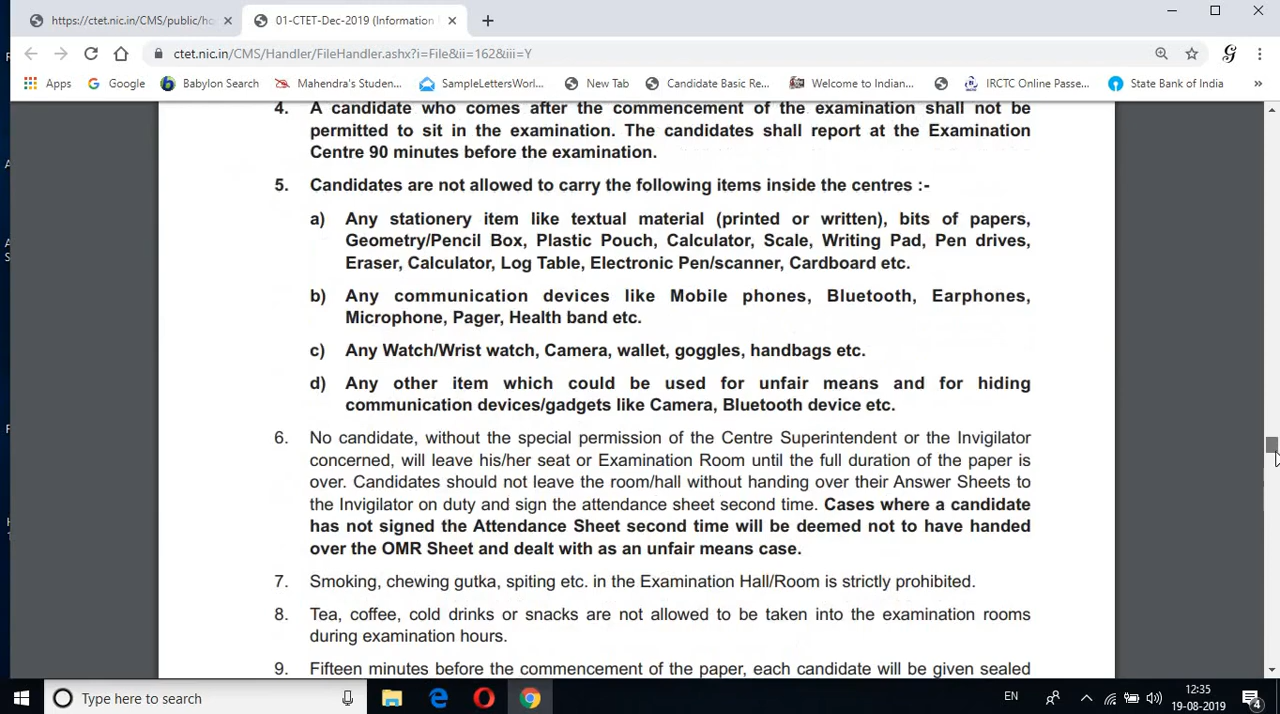 https://ctet.nic.in/CMS/public/ho
01-CTET-Dec-2019 (Information
ctet.nic.in/CMS/Handler/FileHandler.ashx?i=File&ii=162&iii=Y
Apps Google Babylon Search Mahendra's Studen... SampleLettersWorl... New Tab Candidate Basic Re... Welcome to Indian... IRCTC Online Passe... State Bank of India »
4. A candidate who comes after the commencement of the examination shall not be
permitted to sit in the examination. The candidates shall report at the Examination
Centre 90 minutes before the examination.
5. Candidates are not allowed to carry the following items inside the centres :-
a) Any stationery item like textual material (printed or written), bits of papers,
Geometry/Pencil Box, Plastic Pouch, Calculator, Scale, Writing Pad, Pen drives,
Eraser, Calculator, Log Table, Electronic Pen/scanner, Cardboard etc.
b) Any communication devices like Mobile phones, Bluetooth, Earphones,
Microphone, Pager, Health band etc.
c) Any Watch/Wrist watch, Camera, wallet, goggles, handbags etc.
d) Any other item which could be used for unfair means and for hiding
communication devices/gadgets like Camera, Bluetooth device etc.
6. No candidate, without the special permission of the Centre Superintendent or the Invigilator
concerned, will leave his/her seat or Examination Room until the full duration of the paper is
over. Candidates should not leave the room/hall without handing over their Answer Sheets to
the Invigilator on duty and sign the attendance sheet second time. Cases where a candidate
has not signed the Attendance Sheet second time will be deemed not to have handed
over the OMR Sheet and dealt with as an unfair means case.
7. Smoking, chewing gutka, spiting etc. in the Examination Hall/Room is strictly prohibited.
8. Tea, coffee, cold drinks or snacks are not allowed to be taken into the examination rooms
during examination hours.
9. Fifteen minutes before the commencement of the paper, each candidate will be given sealed
Type here to search
EN
12:35
19-08-2019
4